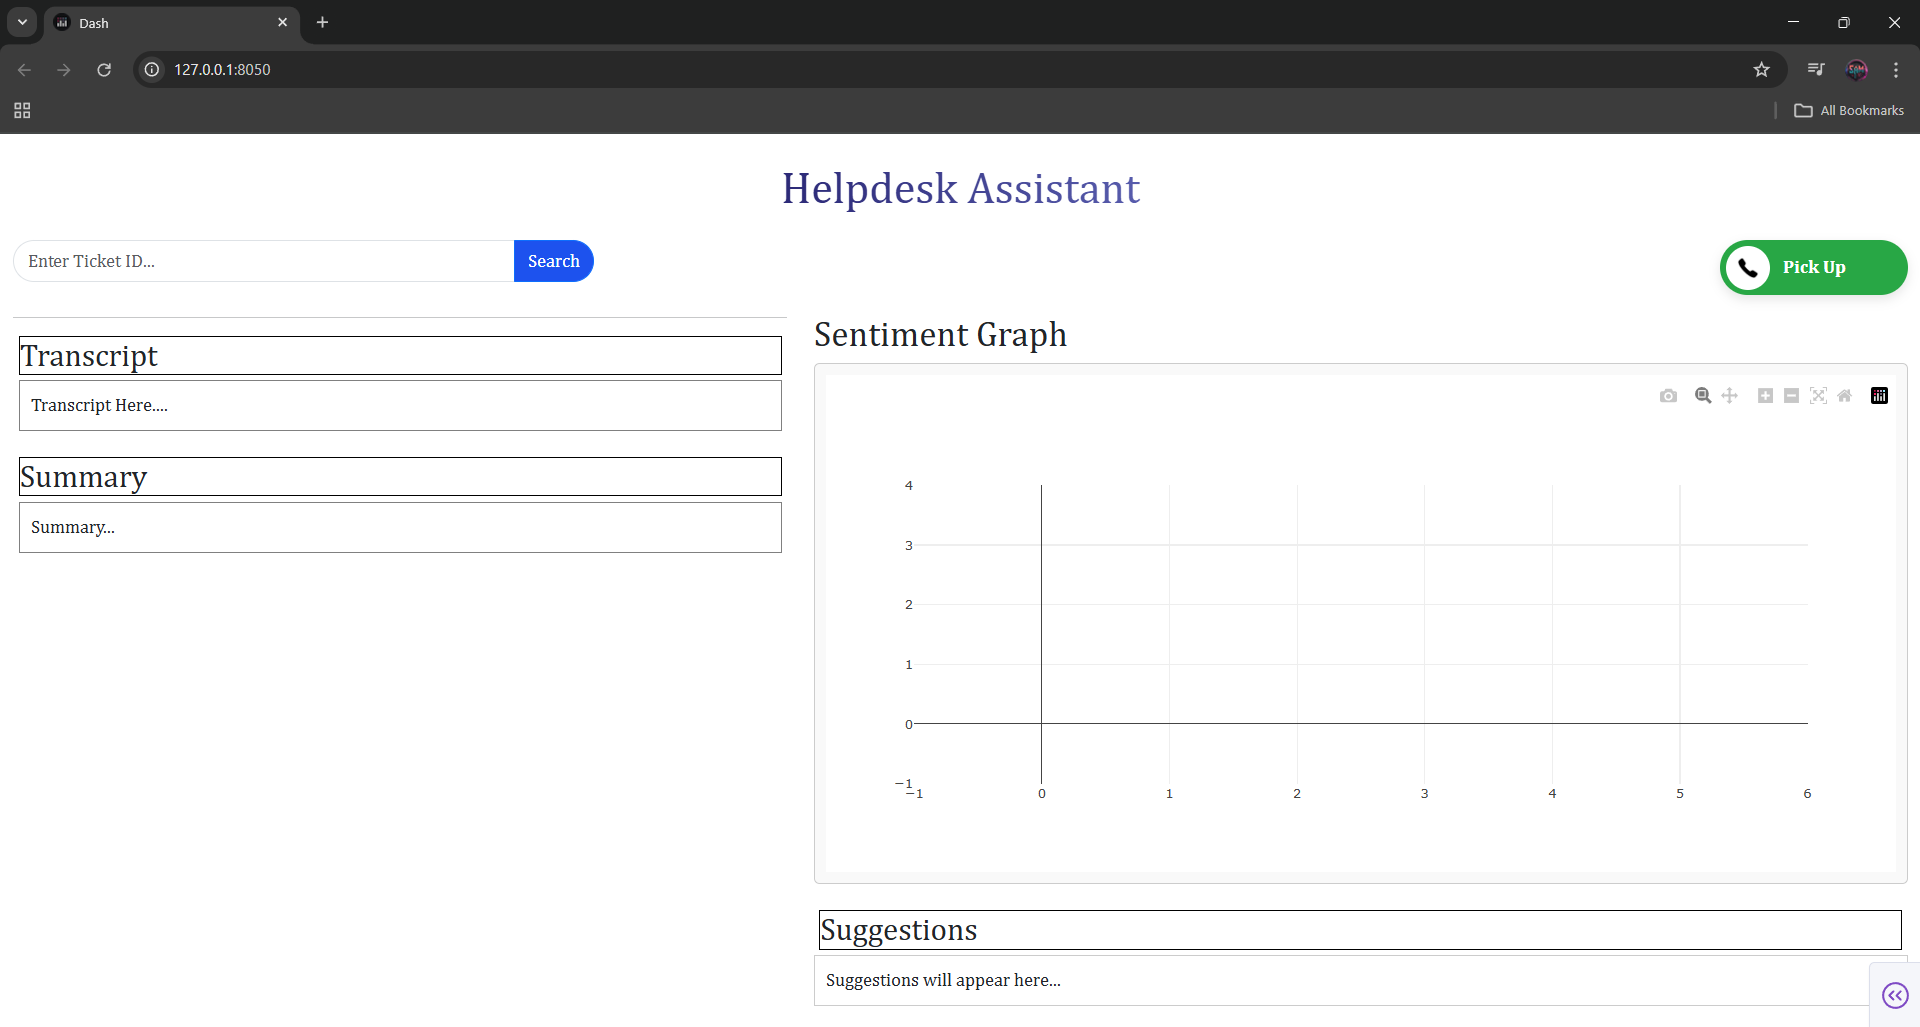 Dash
127.0.0.1:8050
All Bookmarks
Helpdesk Assistant
Enter Ticket ID...
Search
Pick Up
Transcript
Transcript Here....
Summary
Summary...
Sentiment Graph
4
3
2
1
0
−1
−1 0 1 2 3 4 5 6
Suggestions
Suggestions will appear here...